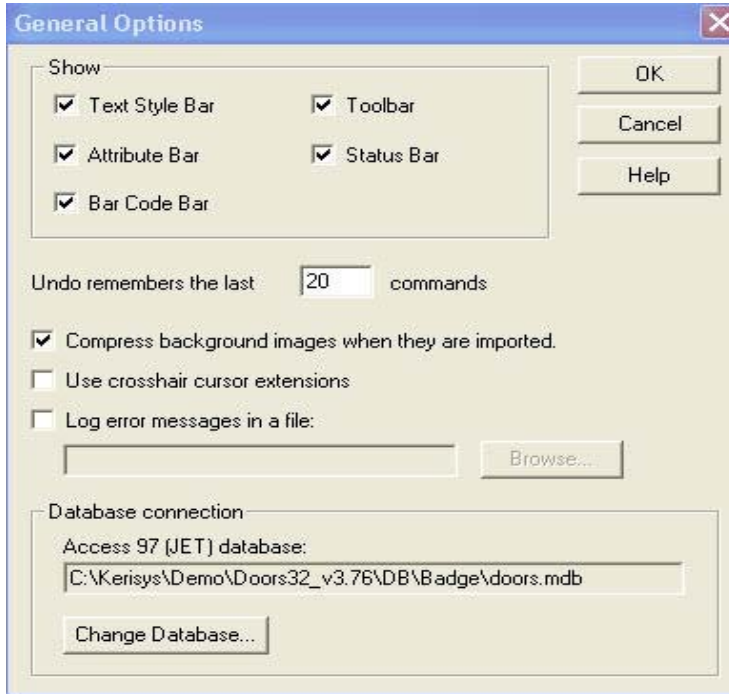 General Options
Show
OK
Text Style Bar
Toolbar
Cancel
Attribute Bar
Status Bar
Help
Bar Code Bar
Undo remembers the last 20 commands
Compress background images when they are imported.
Use crosshair cursor extensions
Log error messages in a file:
Browse...
Database connection
Access 97 (JET) database:
C:\Kerisys\Demo\Doors32_v3.76\DB\Badge\doors.mdb
Change Database...